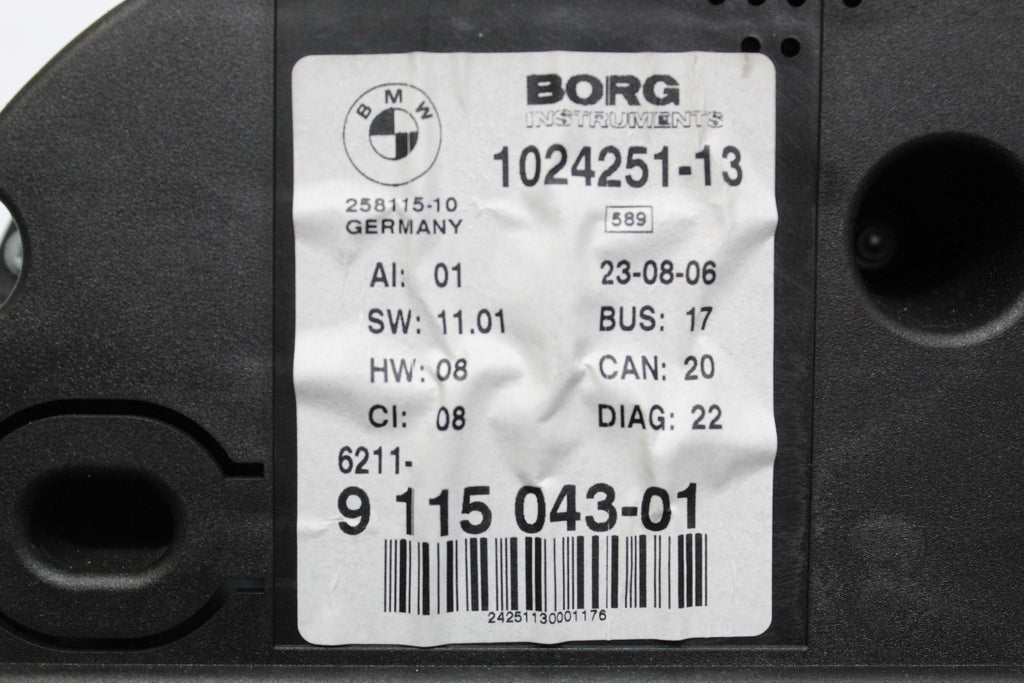 BMW
BORG
INSTRUMENTS
1024251-13
258115-10
GERMANY
589
AI: 01 23-08-06
SW: 11.01 BUS: 17
HW: 08 CAN: 20
CI: 08 DIAG: 22
6211-
9 115 043-01
24251130001176